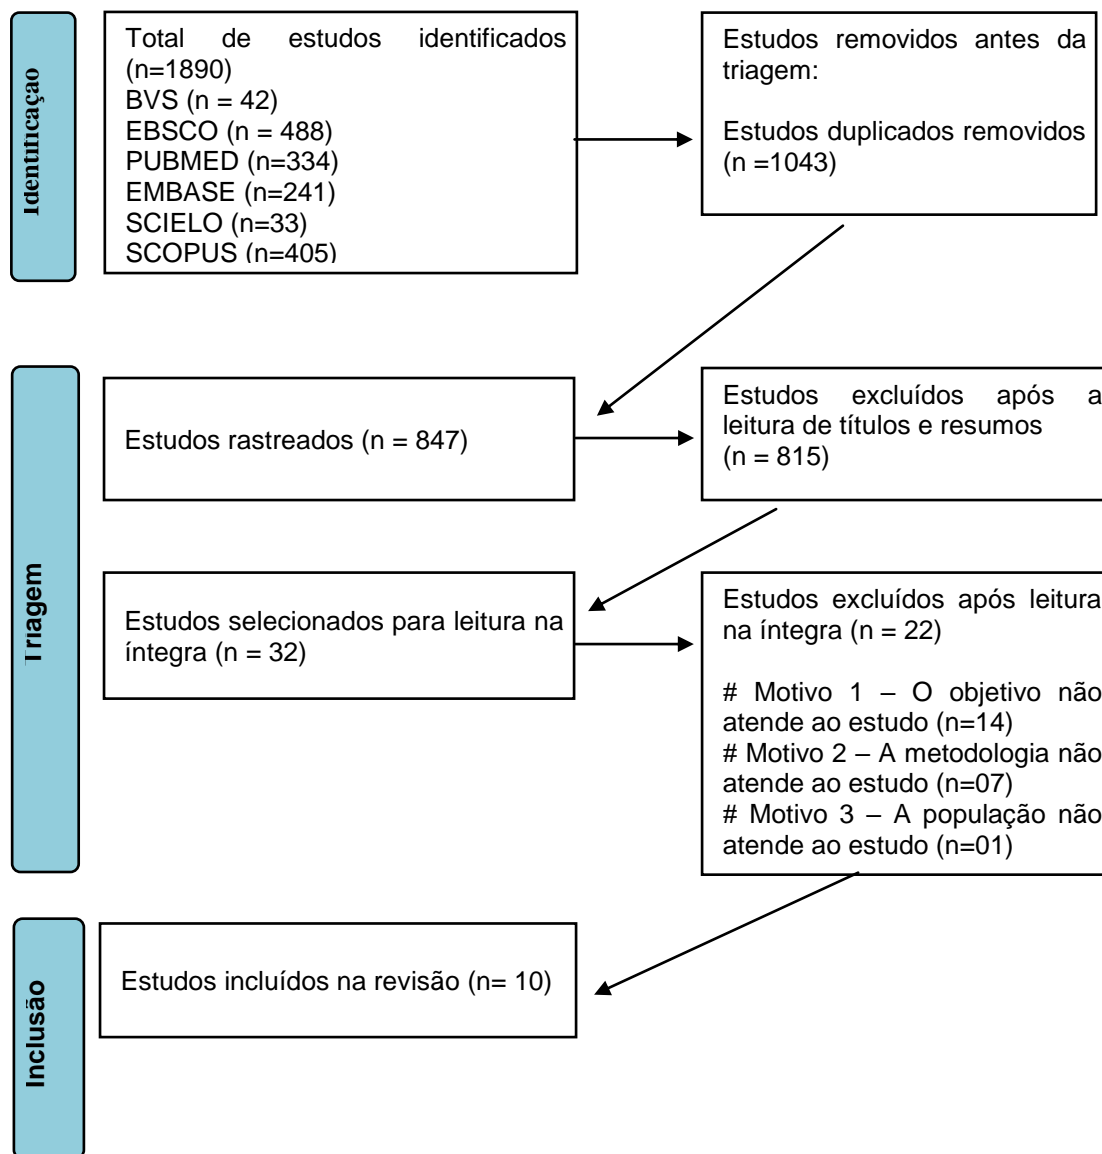 Identificaçao
Total de estudos identificados
(n=1890)
BVS (n = 42)
EBSCO (n = 488)
PUBMED (n=334)
EMBASE (n=241)
SCIELO (n=33)
SCOPUS (n=405)
Estudos removidos antes da
triagem:
Estudos duplicados removidos
(n =1043)
Triagem
Estudos rastreados (n = 847)
Estudos excluídos após a
leitura de títulos e resumos
(n = 815)
Estudos selecionados para leitura na
íntegra (n = 32)
Estudos excluídos após leitura
na íntegra (n = 22)
# Motivo 1 – O objetivo não
atende ao estudo (n=14)
# Motivo 2 – A metodologia não
atende ao estudo (n=07)
# Motivo 3 – A população não
atende ao estudo (n=01)
Inclusão
Estudos incluídos na revisão (n= 10)